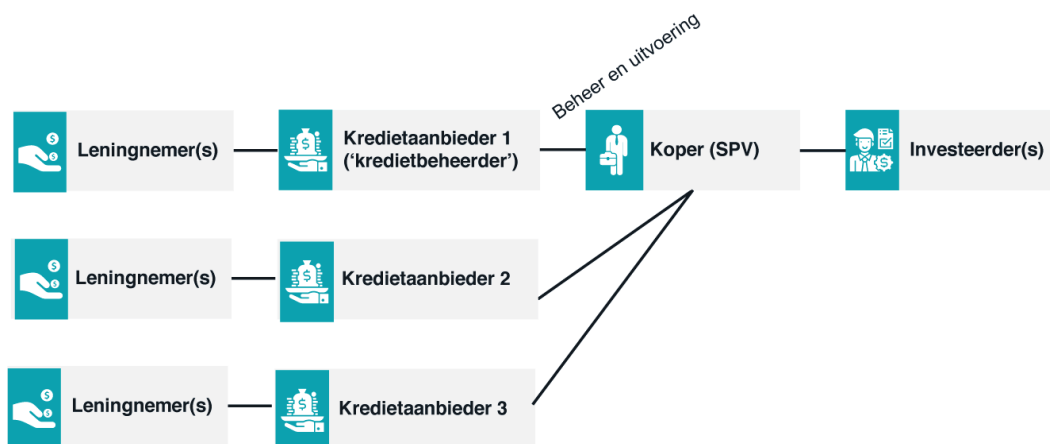 Beheer en uitvoering
Leningnemer(s)
Kredietaanbieder 1
(‘kredietbeheerder’)
Koper (SPV)
Investeerder(s)
Leningnemer(s)
Kredietaanbieder 2
Leningnemer(s)
Kredietaanbieder 3